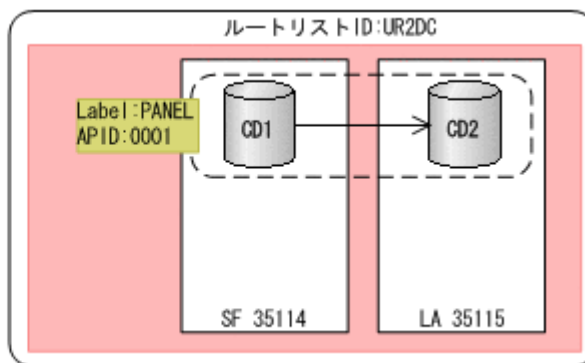 ルートリストID:UR2DC
Label:PANEL
APID:0001
CD1
CD2
SF 35114
LA 35115